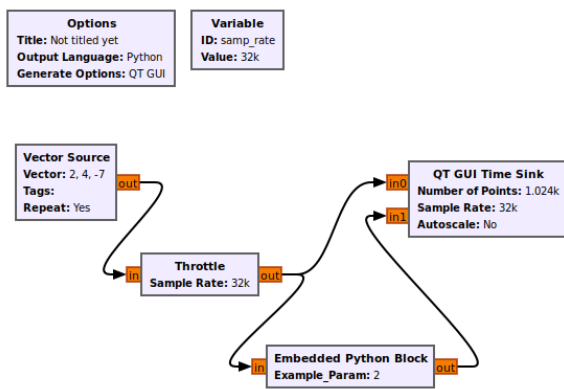 Options
Title: Not titled yet
Output Language: Python
Generate Options: QT GUI
Variable
ID: samp_rate
Value: 32k
Vector Source
Vector: 2, 4, -7
Tags:
Repeat: Yes
out
in0
in1
QT GUI Time Sink
Number of Points: 1.024k
Sample Rate: 32k
Autoscale: No
in
Throttle
Sample Rate: 32k
out
in
Embedded Python Block
Example_Param: 2
out